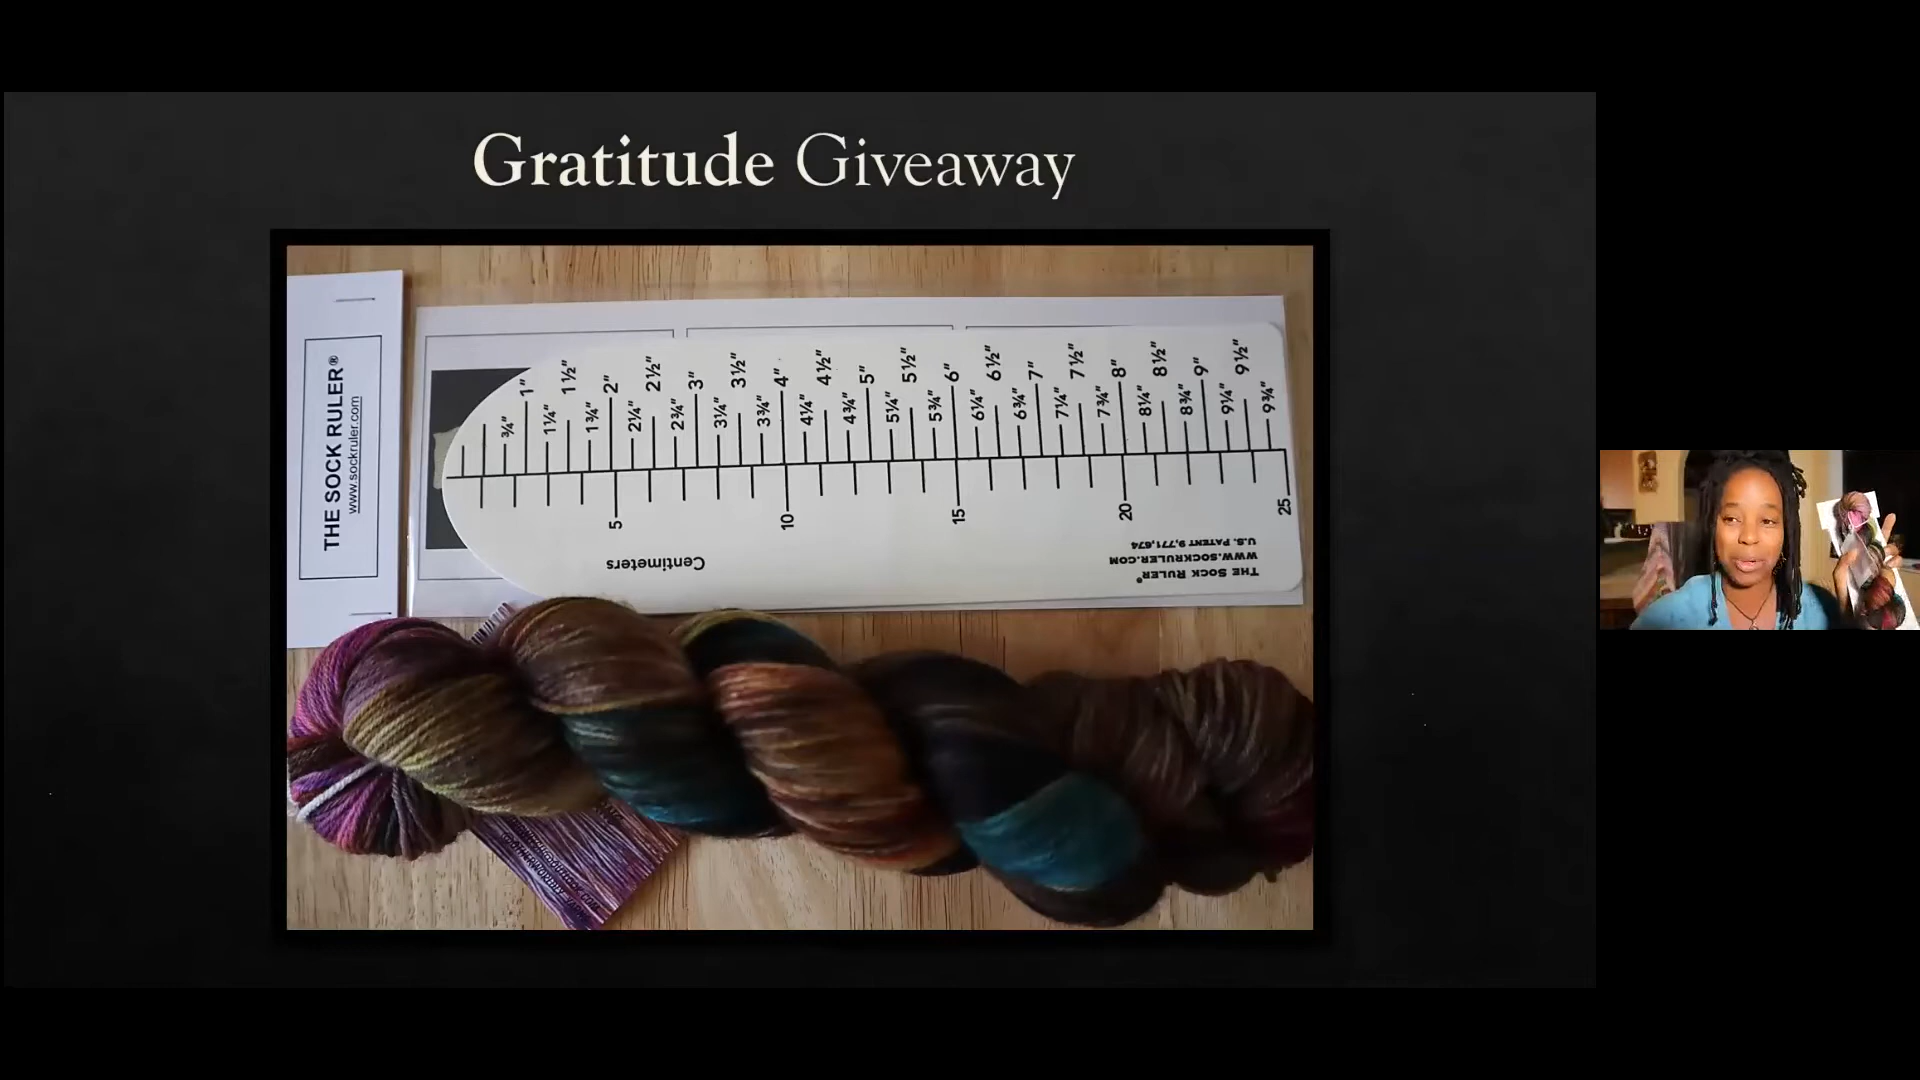 Gratitude Giveaway
THE SOCK RULER®
www.sockruler.com
1" 1½" 2" 2½" 3" 3½" 4" 4½" 5" 5½" 6" 6½" 7" 7½" 8" 8½" 9" 9½"
¾" 1¼" 1¾" 2¼" 2¾" 3¼" 3¾" 4¼" 4¾" 5¼" 5¾" 6¼" 6¾" 7¼" 7¾" 8¼" 8¾" 9¼" 9¾"
5 10 15 20 25
Centimeters
THE SOCK RULER®
WWW.SOCKRULER.COM
U.S. PATENT 9,771,674